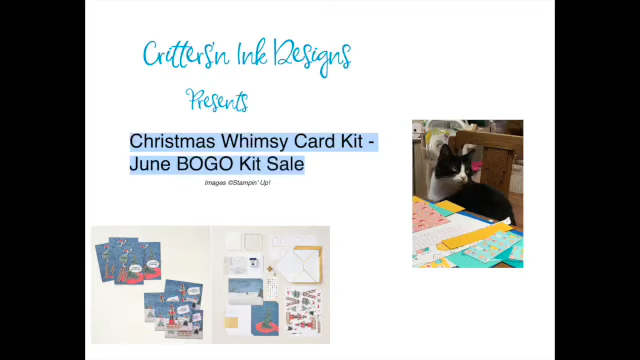 Critters'n Ink Designs
Presents
Christmas Whimsy Card Kit -
June BOGO Kit Sale
Images ©Stampin' Up!